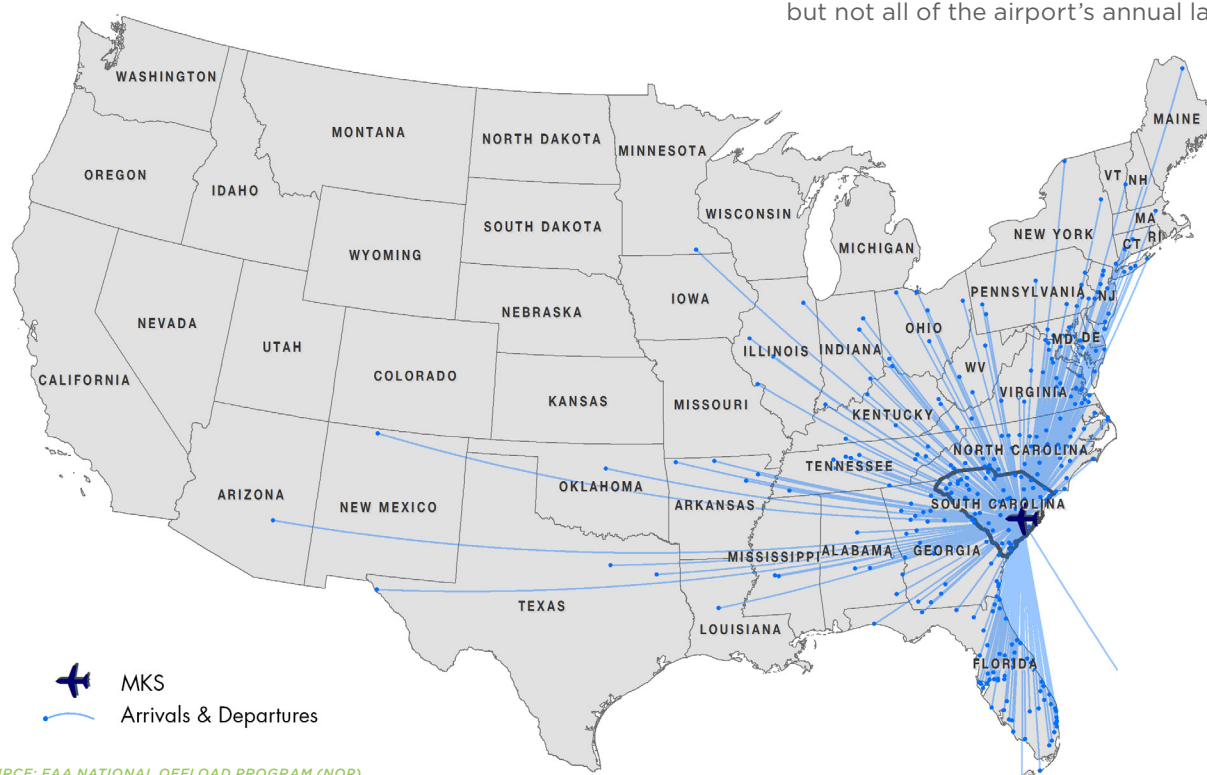 but not all of the airport's annual la
WASHINGTON
MONTANA
NORTH DAKOTA
MINNESOTA
MAINE
OREGON
IDAHO
VT
NH
SOUTH DAKOTA
WISCONSIN
MA
WYOMING
MICHIGAN
NEW YORK
CT
RI
IOWA
PENNSYLVANIA
NJ
NEBRASKA
NEVADA
OHIO
UTAH
ILLINOIS
INDIANA
MD
DE
COLORADO
WV
CALIFORNIA
VIRGINIA
KANSAS
MISSOURI
KENTUCKY
NORTH CAROLINA
TENNESSEE
OKLAHOMA
ARIZONA
NEW MEXICO
ARKANSAS
SOUTH CAROLINA
MISSISSIPPI
ALABAMA
GEORGIA
TEXAS
LOUISIANA
FLORIDA
MKS
Arrivals & Departures
RCE: FAA NATIONAL OFFLOAD PROGRAM (NOP)